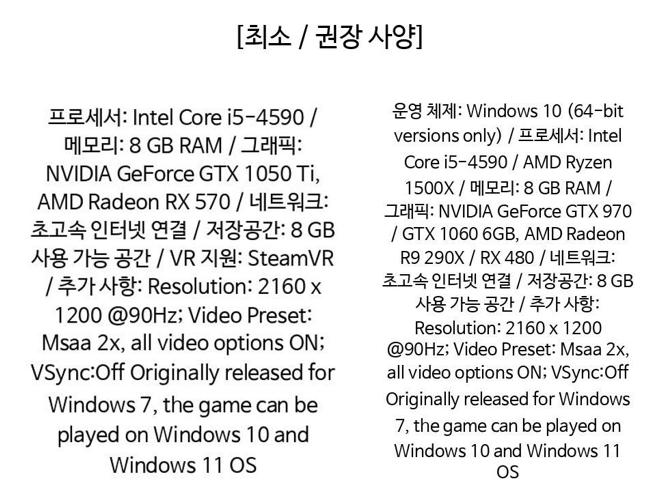 [최소 / 권장 사양]
프로세서: Intel Core i5-4590 /
메모리: 8 GB RAM / 그래픽:
NVIDIA GeForce GTX 1050 Ti,
AMD Radeon RX 570 / 네트워크:
초고속 인터넷 연결 / 저장공간: 8 GB
사용 가능 공간 / VR 지원: SteamVR
/ 추가 사항: Resolution: 2160 x
1200 @90Hz; Video Preset:
Msaa 2x, all video options ON;
VSync:Off Originally released for
Windows 7, the game can be
played on Windows 10 and
Windows 11 OS
운영 체제: Windows 10 (64-bit
versions only) / 프로세서: Intel
Core i5-4590 / AMD Ryzen
1500X / 메모리: 8 GB RAM /
그래픽: NVIDIA GeForce GTX 970
/ GTX 1060 6GB, AMD Radeon
R9 290X / RX 480 / 네트워크:
초고속 인터넷 연결 / 저장공간: 8 GB
사용 가능 공간 / 추가 사항:
Resolution: 2160 x 1200
@90Hz; Video Preset: Msaa 2x,
all video options ON; VSync:Off
Originally released for Windows
7, the game can be played on
Windows 10 and Windows 11
OS